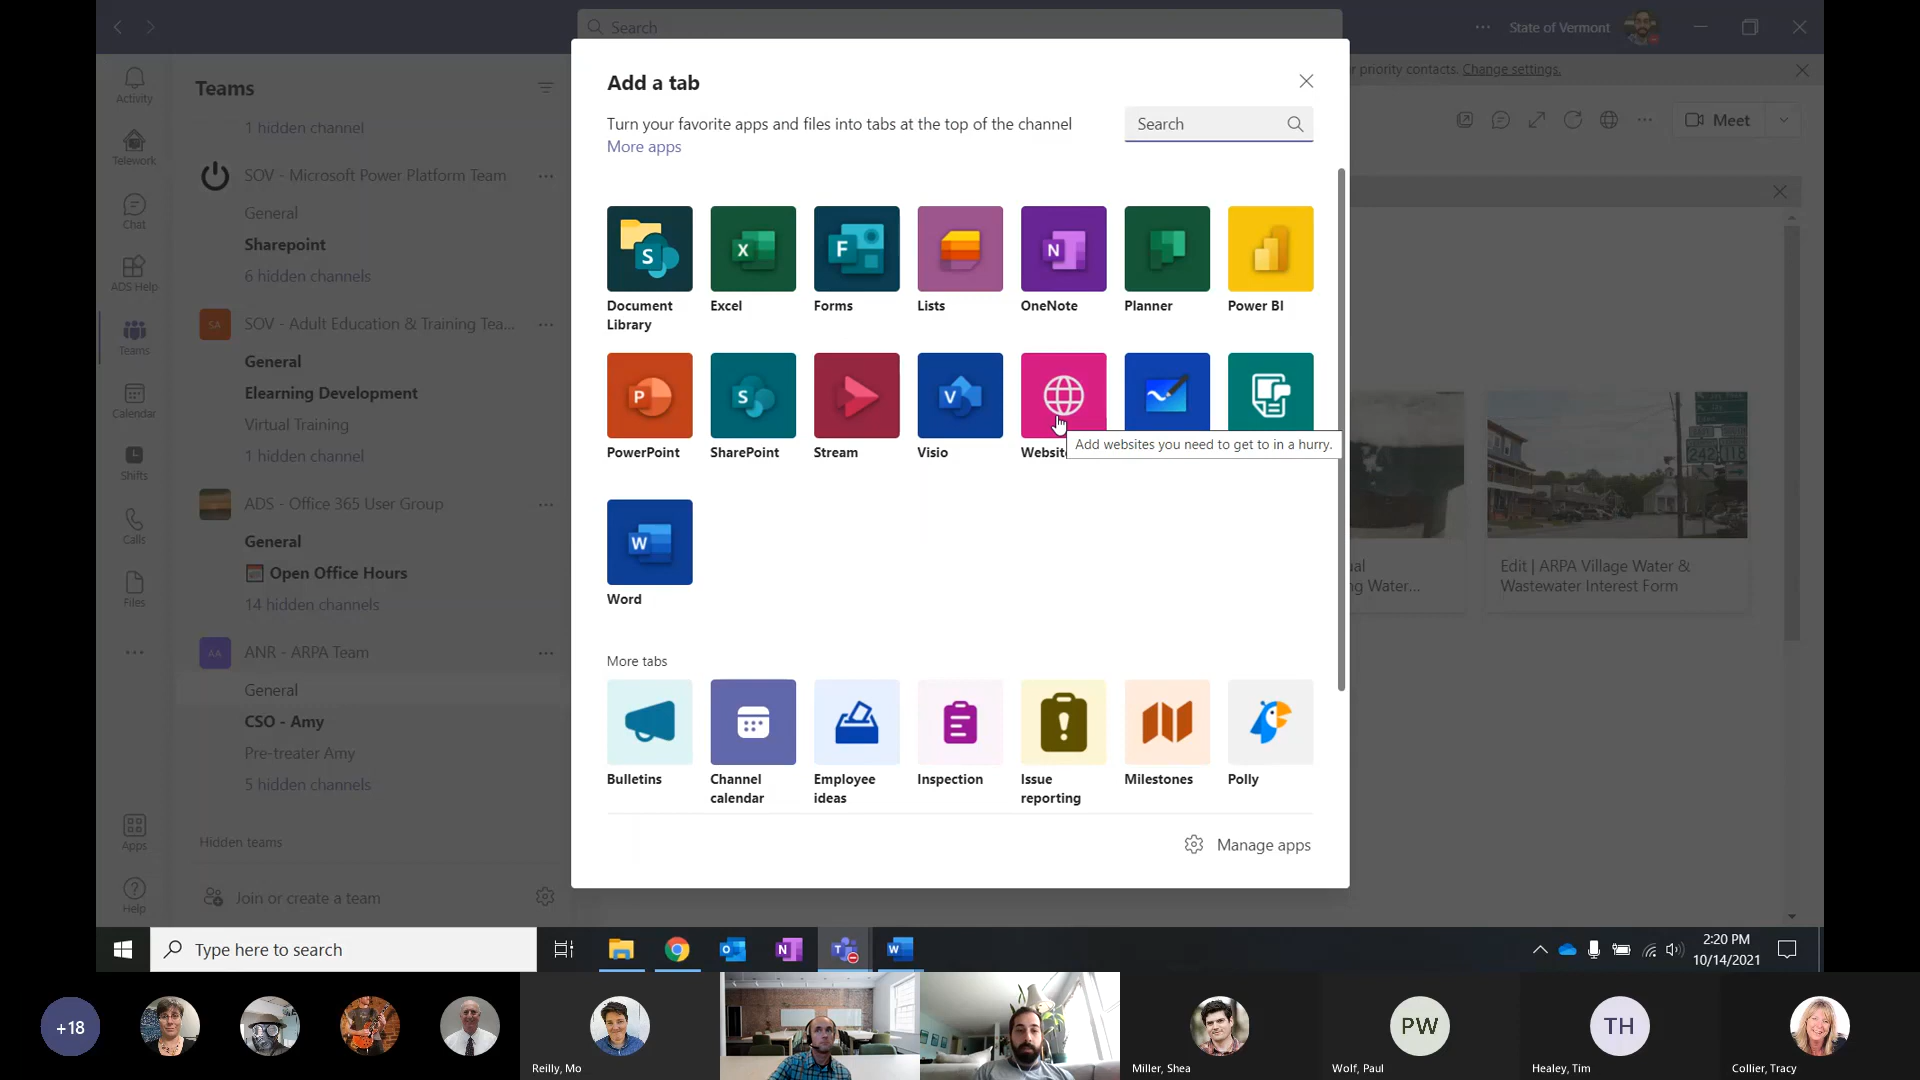 Search
State of Vermont
Activity
Telework
Chat
ADS Help
Teams
Calendar
Shifts
Calls
Files
Apps
Help
Teams
1 hidden channel
SOV - Microsoft Power Platform Team
General
Sharepoint
6 hidden channels
SA
SOV - Adult Education & Training Tea...
General
Elearning Development
Virtual Training
1 hidden channel
ADS - Office 365 User Group
General
Open Office Hours
14 hidden channels
AA
ANR - ARPA Team
General
CSO - Amy
Pre-treater Amy
5 hidden channels
Hidden teams
Join or create a team
Add a tab
Turn your favorite apps and files into tabs at the top of the channel
More apps
Search
Document
Library
Excel
Forms
Lists
OneNote
Planner
Power BI
PowerPoint
SharePoint
Stream
Visio
Website
Add websites you need to get to in a hurry.
Word
More tabs
Bulletins
Channel
calendar
Employee
ideas
Inspection
Issue
reporting
Milestones
Polly
Manage apps
r priority contacts. Change settings.
Meet
ual
ng Water...
242 118
Edit | ARPA Village Water &
Wastewater Interest Form
Type here to search
2:20 PM
10/14/2021
+18
Reilly, Mo
Miller, Shea
PW
Wolf, Paul
TH
Healey, Tim
Collier, Tracy